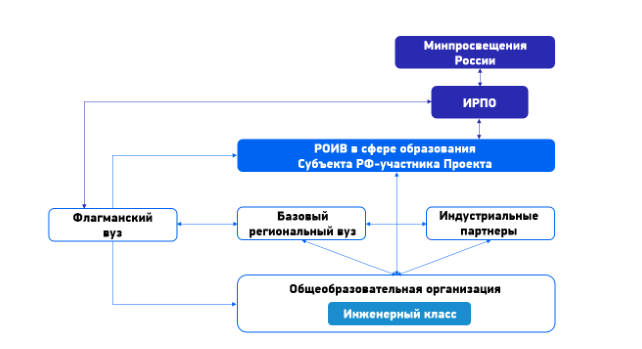 Минпросвещения
России
ИРПО
РОИВ в сфере образования
Субъекта РФ-участника Проекта
Флагманский
вуз
Базовый
региональный вуз
Индустриальные
партнеры
Общеобразовательная организация
Инженерный класс